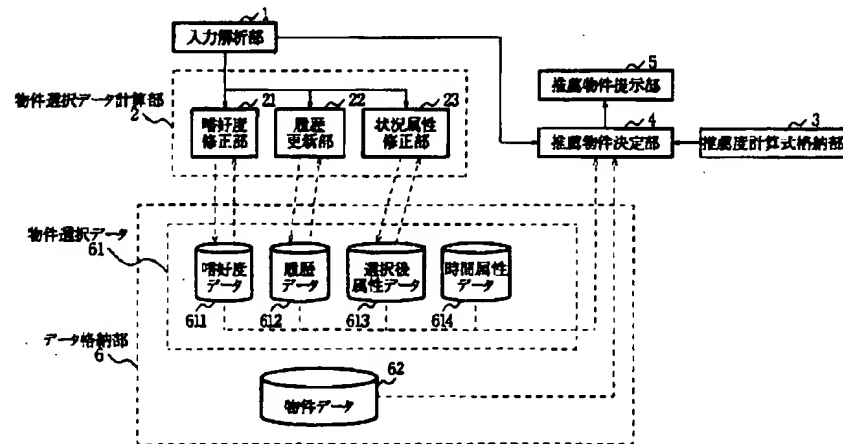 1
入力解析部
5
推薦物件提示部
物件選択データ計算部
2
21
22
23
嗜好度
修正部
履歴
更新部
状況属性
修正部
4
推薦物件決定部
3
推薦度計算式格納部
物件選択データ
61
嗜好度
データ
履歴
データ
選択後
属性データ
時間属性
データ
611
612
613
614
データ格納部
6
62
物件データ